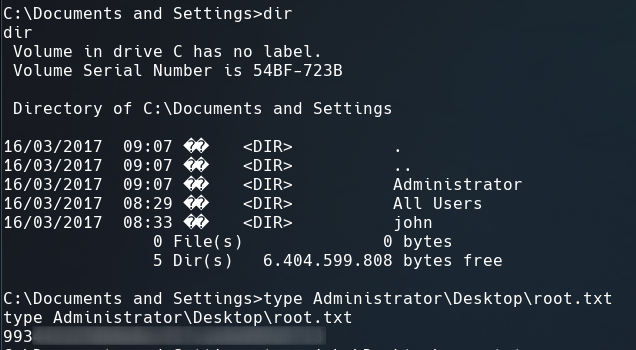 C:\Documents and Settings>dir
dir
 Volume in drive C has no label.
 Volume Serial Number is 54BF-723B

 Directory of C:\Documents and Settings

16/03/2017  09:07 ��    <DIR>          .
16/03/2017  09:07 ��    <DIR>          ..
16/03/2017  09:07 ��    <DIR>          Administrator
16/03/2017  08:29 ��    <DIR>          All Users
16/03/2017  08:33 ��    <DIR>          john
               0 File(s)              0 bytes
               5 Dir(s)   6.404.599.808 bytes free

C:\Documents and Settings>type Administrator\Desktop\root.txt
type Administrator\Desktop\root.txt
993